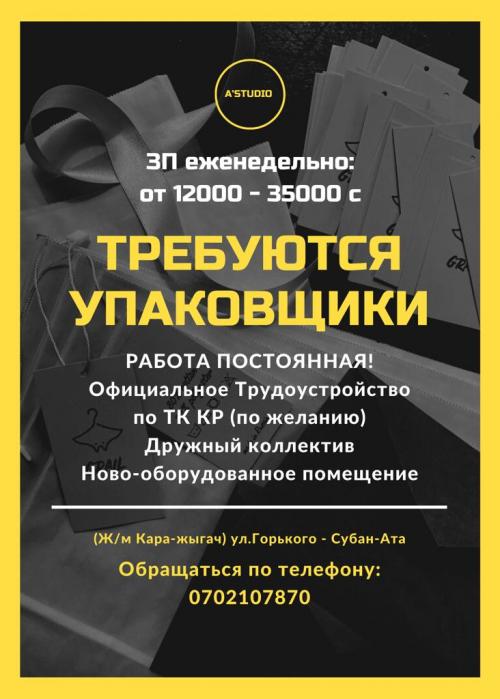 A'STUDIO
ЗП еженедельно:
от 12000 - 35000 с
ТРЕБУЮТСЯ
УПАКОВЩИКИ
РАБОТА ПОСТОЯННАЯ!
Официальное Трудоустройство
по ТК КР (по желанию)
Дружный коллектив
Ново-оборудованное помещение
(Ж/м Кара-жыгач) ул.Горького - Субан-Ата
Обращаться по телефону:
0702107870